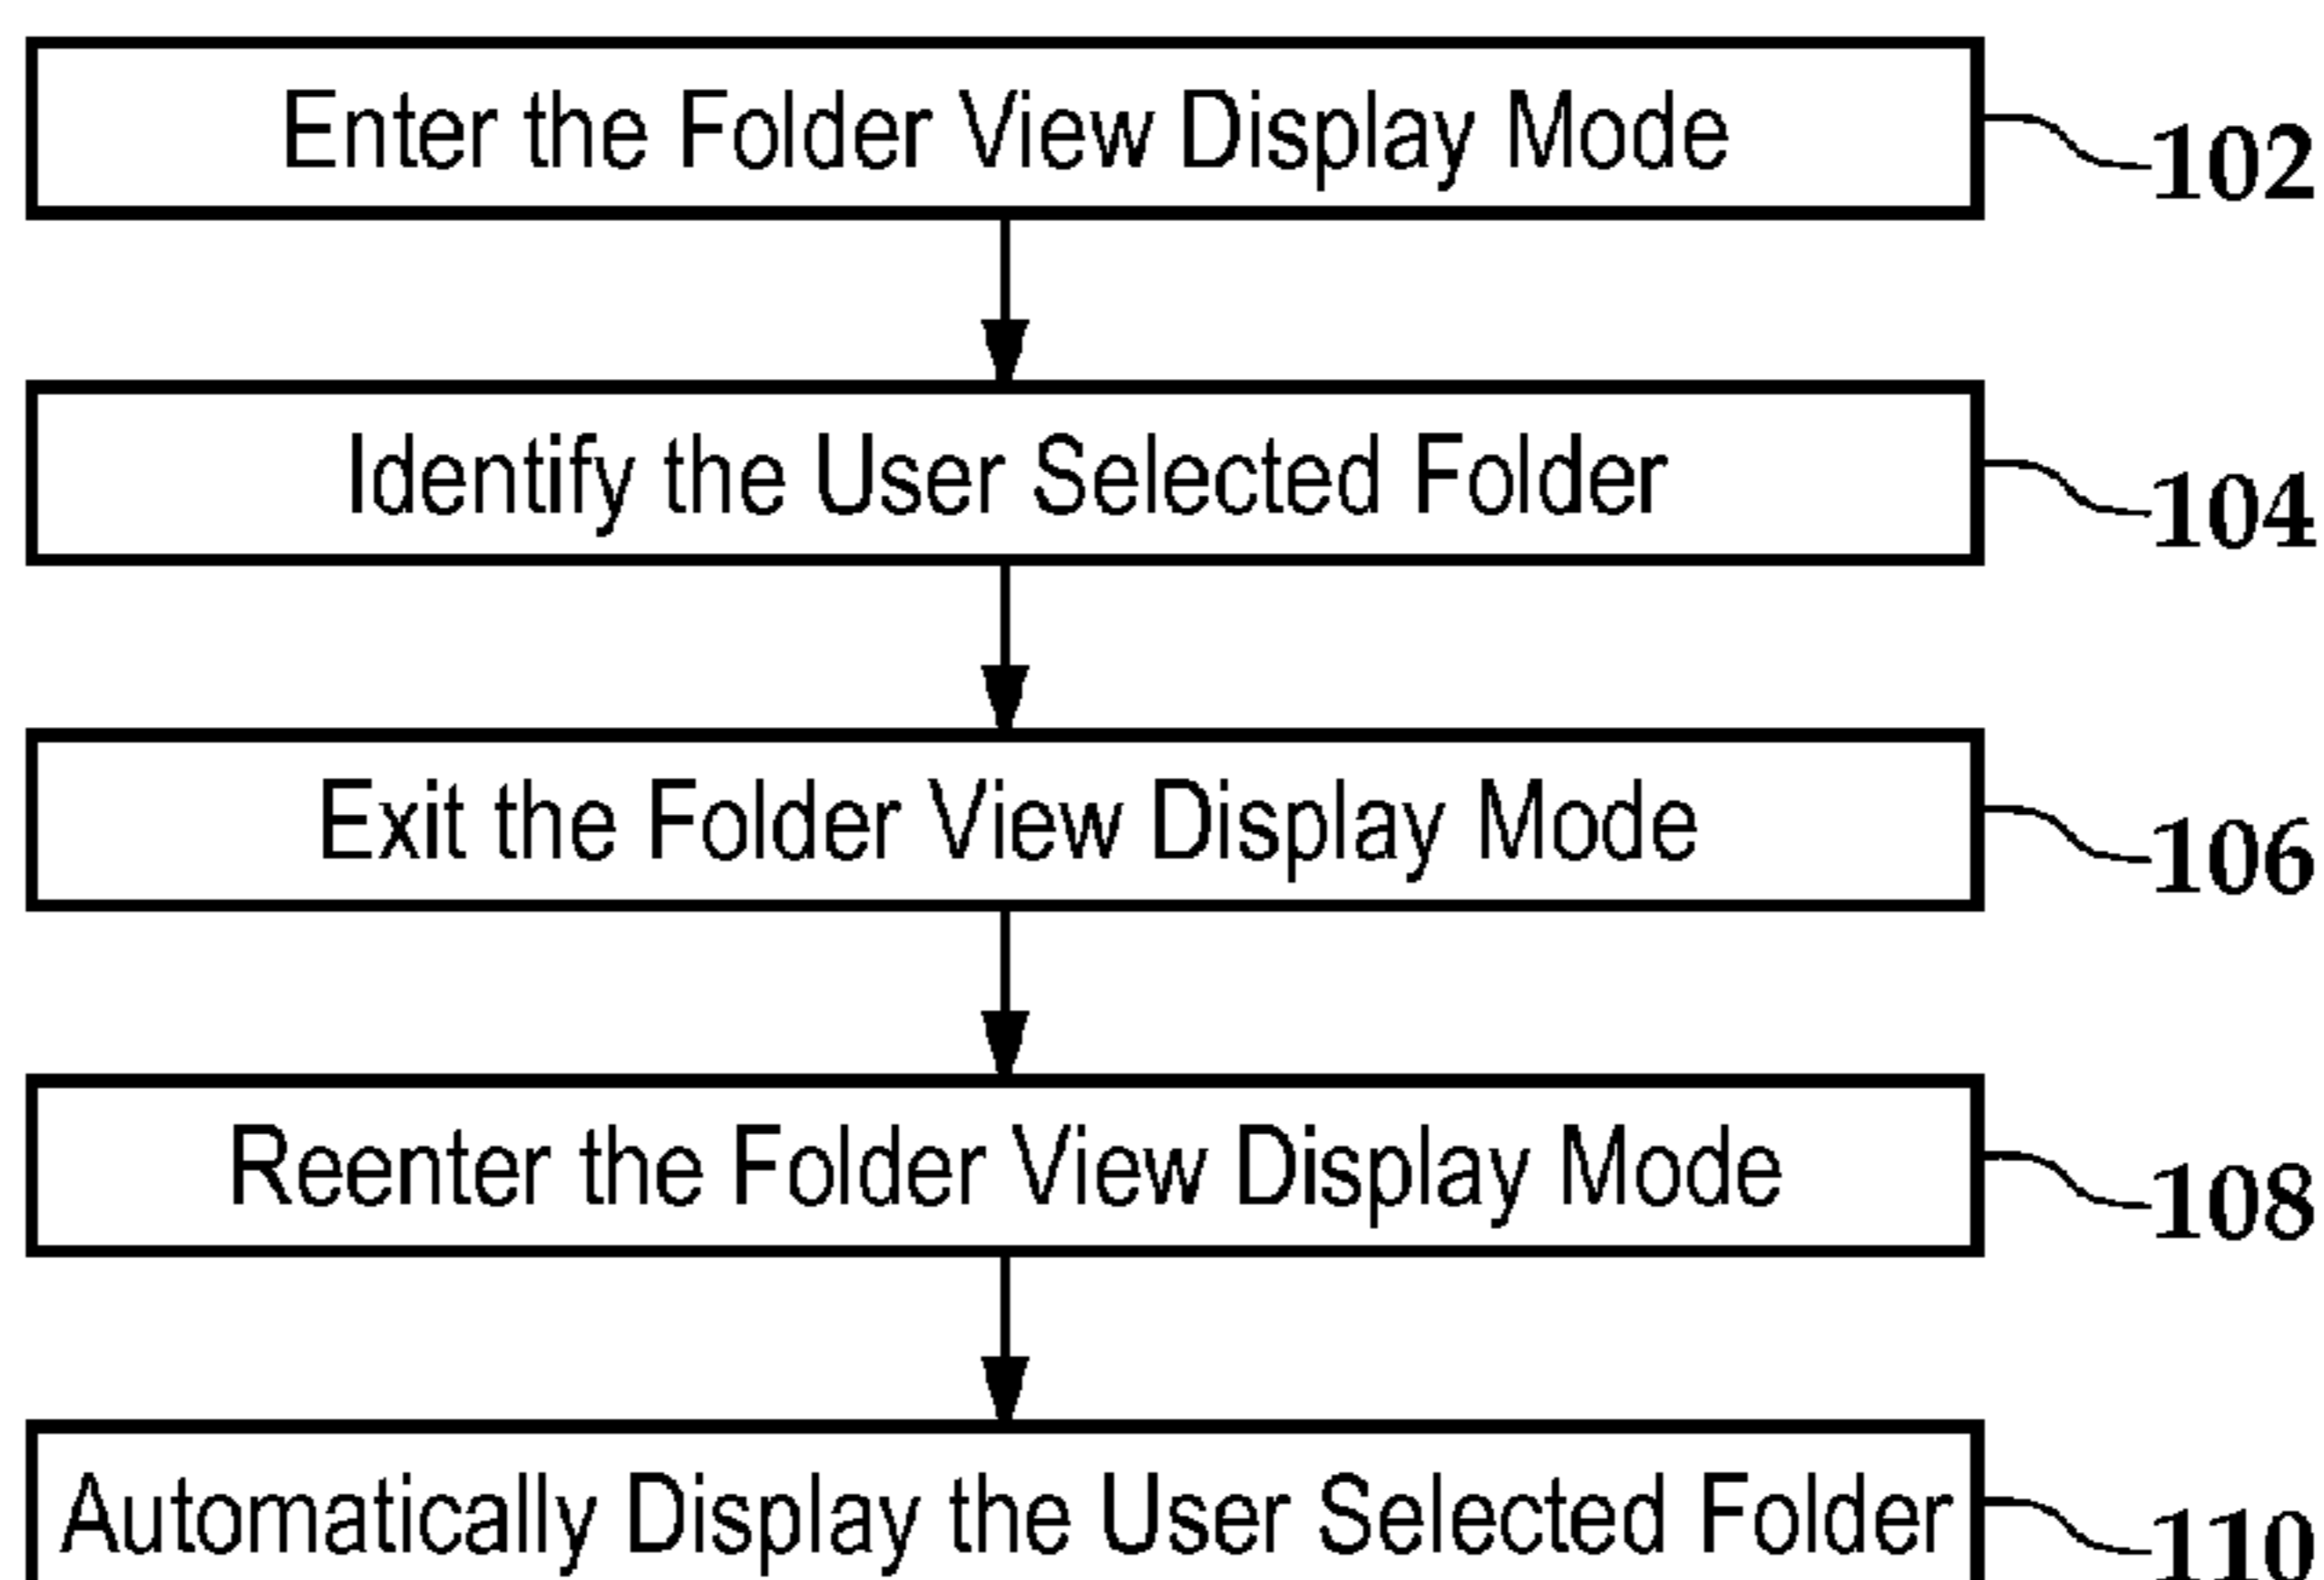 Enter the Folder View Display Mode
102
Identify the User Selected Folder
104
Exit the Folder View Display Mode
106
Reenter the Folder View Display Mode
108
Automatically Display the User Selected Folder
110